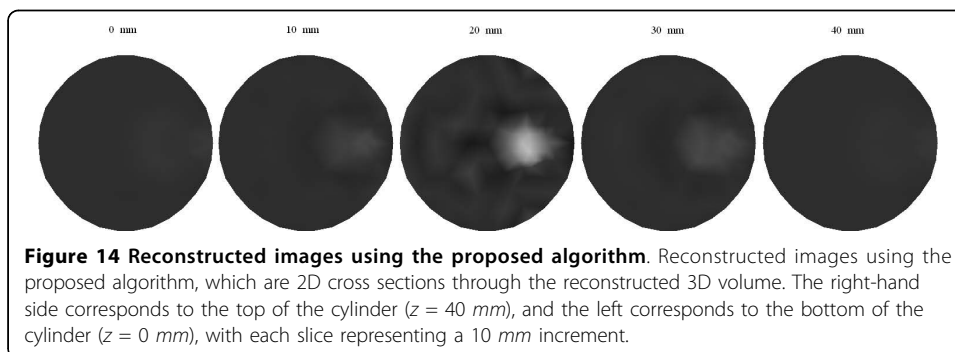 0 mm 10 mm 20 mm 30 mm 40 mm
Figure 14 Reconstructed images using the proposed algorithm. Reconstructed images using the
proposed algorithm, which are 2D cross sections through the reconstructed 3D volume. The right-hand
side corresponds to the top of the cylinder (z = 40 mm), and the left corresponds to the bottom of the
cylinder (z = 0 mm), with each slice representing a 10 mm increment.